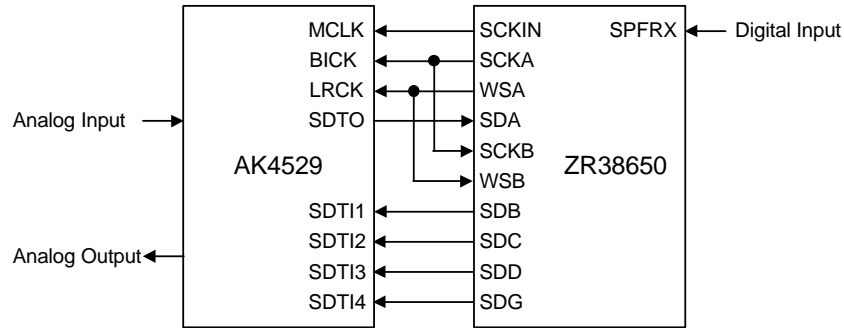 MCLK SCKIN SPFRX Digital Input
BICK SCKA
LRCK WSA
Analog Input SDTO SDA
SCKB
AK4529 ZR38650
WSB
SDTI1 SDB
SDTI2 SDC
Analog Output
SDTI3 SDD
SDTI4 SDG